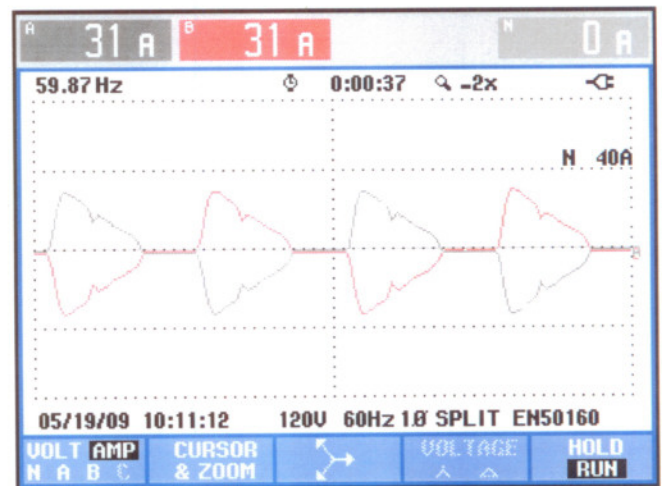 A 31 A B 31 A N 0 A
59.87 Hz 0:00:37 -2x
N 40A
05/19/09 10:11:12 120V 60Hz 1Ø SPLIT EN50160
VOLT AMP CURSOR VOLTAGE HOLD
N A B C & ZOOM RUN